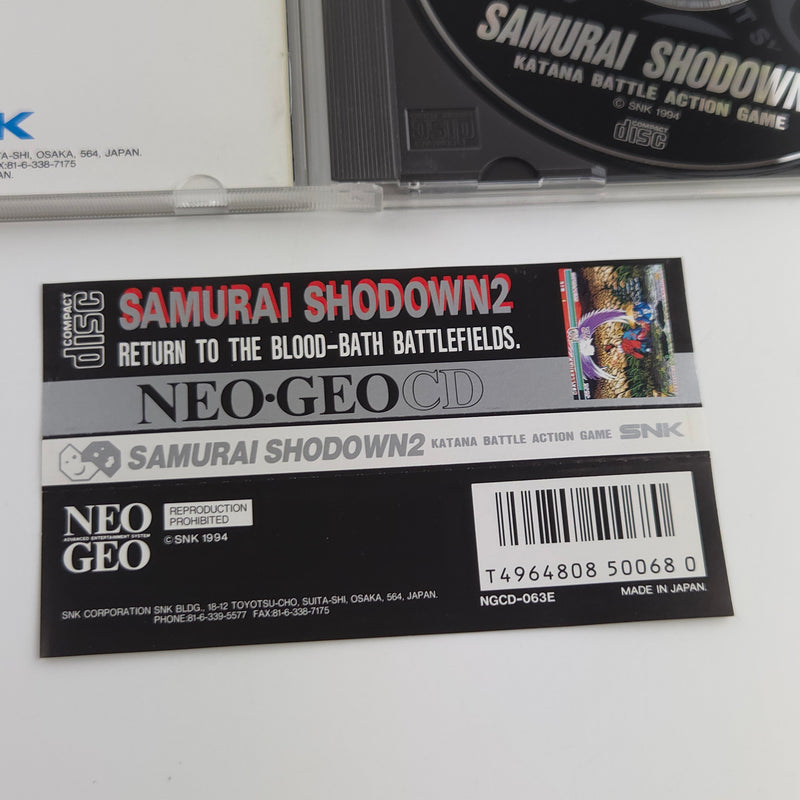 NK
TA-SHI, OSAKA, 564, JAPAN.
X:81-6-338-7175
AN.
SAMURAI SHODOWN
KATANA BATTLE ACTION GAME
© SNK 1994
COMPACT
disc
COMPACT
disc
SAMURAI SHODOWN2
RETURN TO THE BLOOD-BATH BATTLEFIELDS.
NEO·GEO CD
SAMURAI SHODOWN2 KATANA BATTLE ACTION GAME SNK
NEO
ADVANCED ENTERTAINMENT SYSTEM
GEO
REPRODUCTION
PROHIBITED
© SNK 1994
SNK CORPORATION SNK BLDG., 18-12 TOYOTSU-CHO, SUITA-SHI, OSAKA, 564, JAPAN.
PHONE:81-6-339-5577 FAX:81-6-338-7175
T4964808 50068 0
NGCD-063E
MADE IN JAPAN.